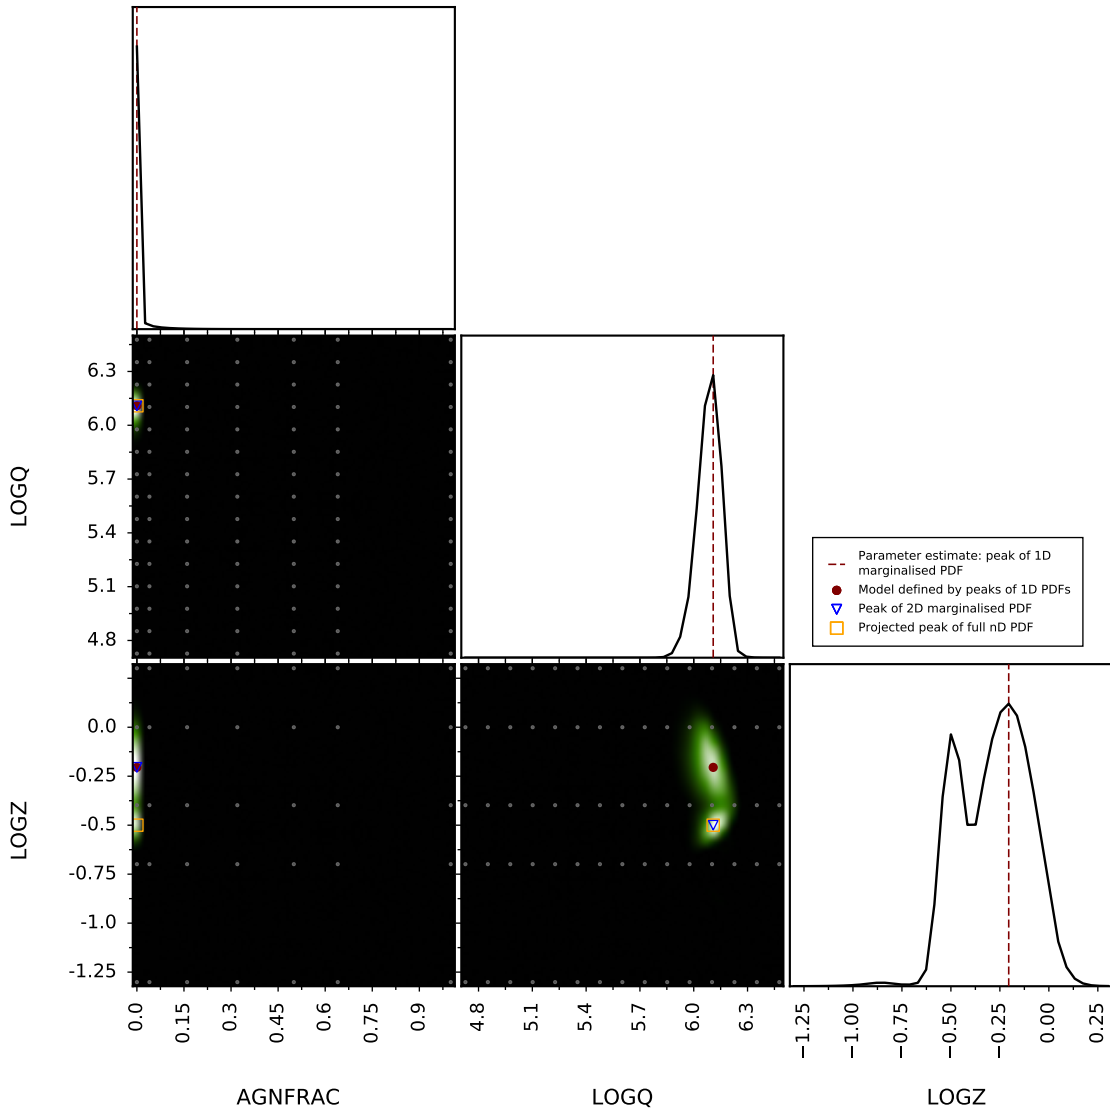 6.3
6.0
5.7
5.4
5.1
4.8
LOGQ
Parameter estimate: peak of 1D
marginalised PDF
Model defined by peaks of 1D PDFs
Peak of 2D marginalised PDF
Projected peak of full nD PDF
0.0
-0.25
-0.5
-0.75
-1.0
-1.25
LOGZ
0.0 0.15 0.3 0.45 0.6 0.75 0.9
4.8 5.1 5.4 5.7 6.0 6.3
−1.25 −1.00 −0.75 −0.50 −0.25 0.00 0.25
AGNFRAC
LOGQ
LOGZ